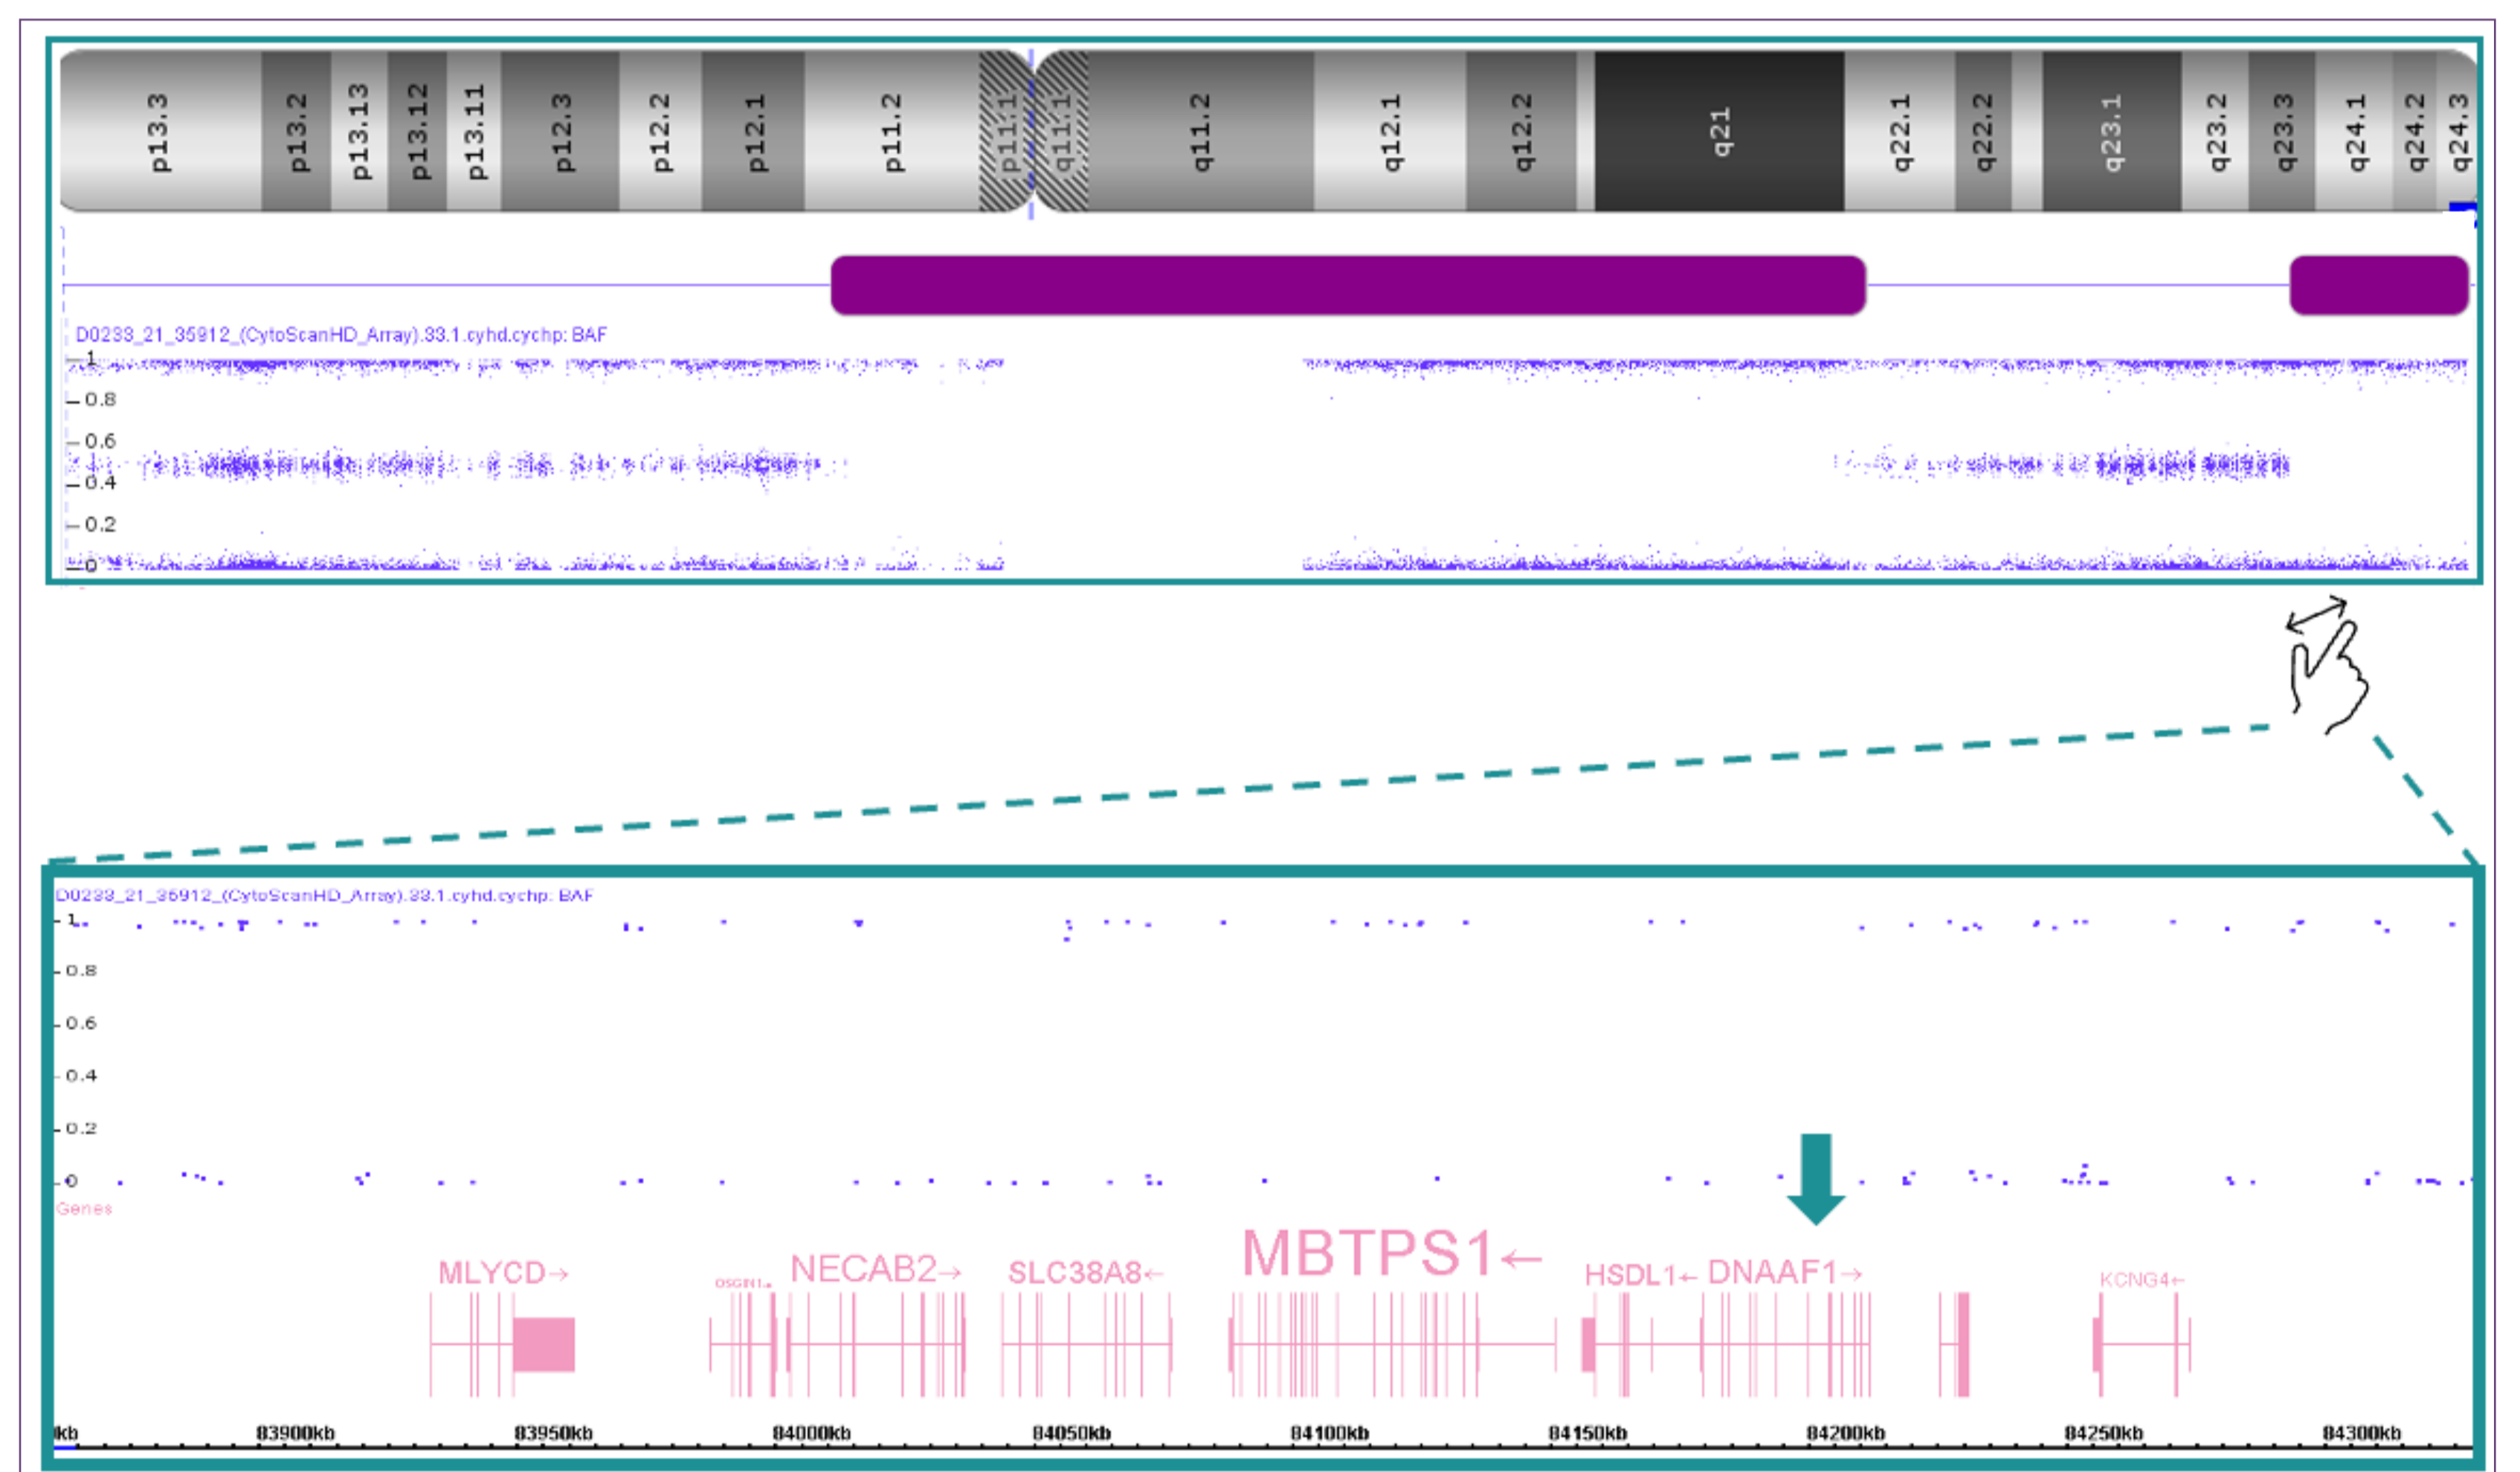 p13.3 p13.2 p13.13 p13.12 p13.11 p12.3 p12.2 p12.1 p11.2 p11.1 q11.1 q11.2 q12.1 q12.2 q21 q22.1 q22.2 q23.1 q23.2 q23.3 q24.1 q24.2 q24.3
D0233_21_35912_(CytoScanHD_Array).33.1.cyhd.cychp: BAF
1
0.8
0.6
0.4
0.2
0
D0233_21_35912_(CytoScanHD_Array).33.1.cyhd.cychp: BAF
1
0.8
0.6
0.4
0.2
0
Genes
MLYCD→ OSGIN1→ NECAB2→ SLC38A8← MBTPS1← HSDL1← DNAAF1→ KCNG4←
kb 83900kb 83950kb 84000kb 84050kb 84100kb 84150kb 84200kb 84250kb 84300kb